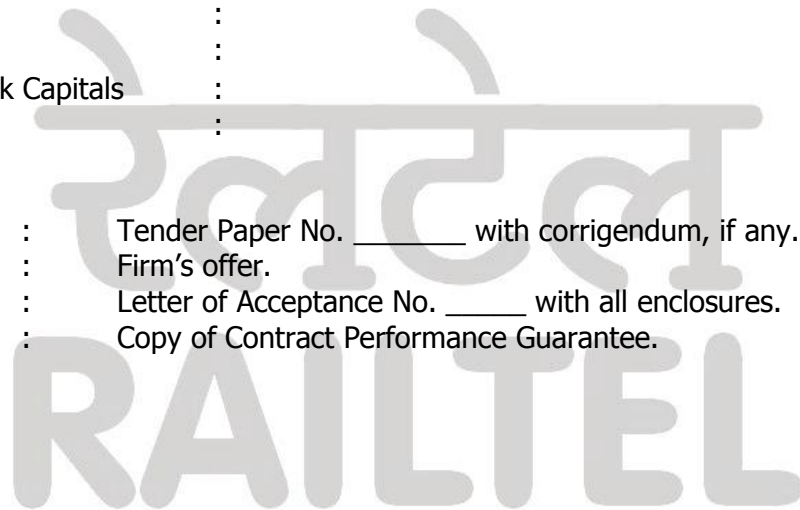 :
:
k Capitals :
:
: Tender Paper No. _______ with corrigendum, if any.
: Firm’s offer.
: Letter of Acceptance No. _____ with all enclosures.
: Copy of Contract Performance Guarantee.
रेलटेल
RAILTEL